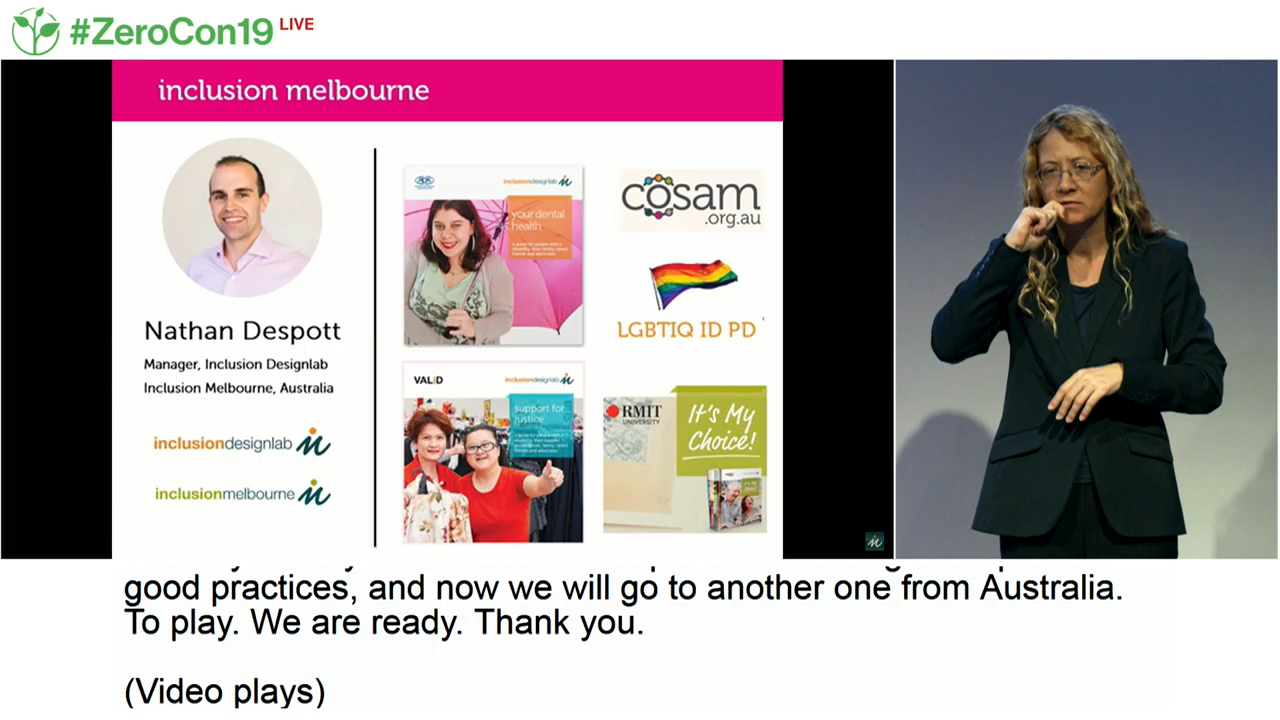 #ZeroCon19 LIVE
inclusion melbourne
Nathan Despott
Manager, Inclusion Designlab
Inclusion Melbourne, Australia
inclusiondesignlab
inclusionmelbourne
inclusiondesignlab
your dental
health
VALID
inclusiondesignlab
support for
justice
cosam
.org.au
LGBTIQ ID PD
RMIT
UNIVERSITY
It's My
Choice!
good practices, and now we will go to another one from Australia.
To play. We are ready. Thank you.
(Video plays)